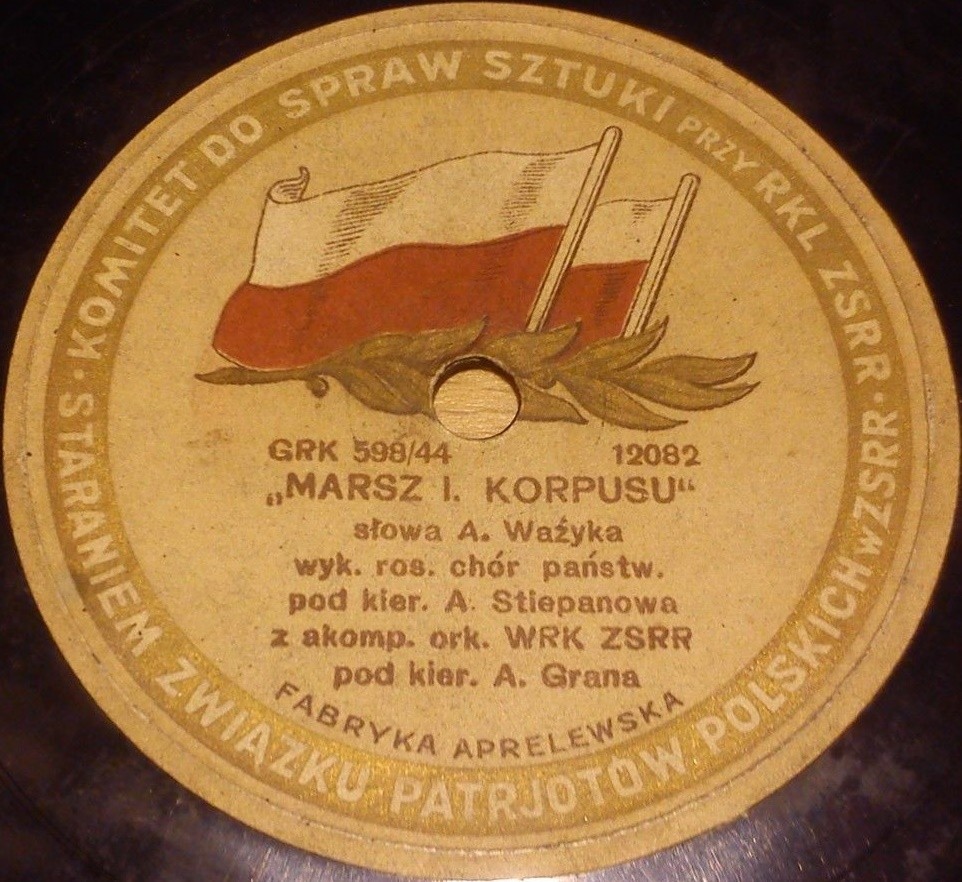 KOMITET DO SPRAW SZTUKI PRZY RKL ZSRR
GRK 598/44 12082
„MARSZ I. KORPUSU“
słowa A. Waźyka
wyk. ros. chór państw.
pod kier. A. Stiepanowa
z akomp. ork. WRK ZSRR
pod kier. A. Grana
FABRYKA APRELEWSKA
STARANIEM ZWIĄZKU PATRJOTÓW POLSKICH w ZSRR